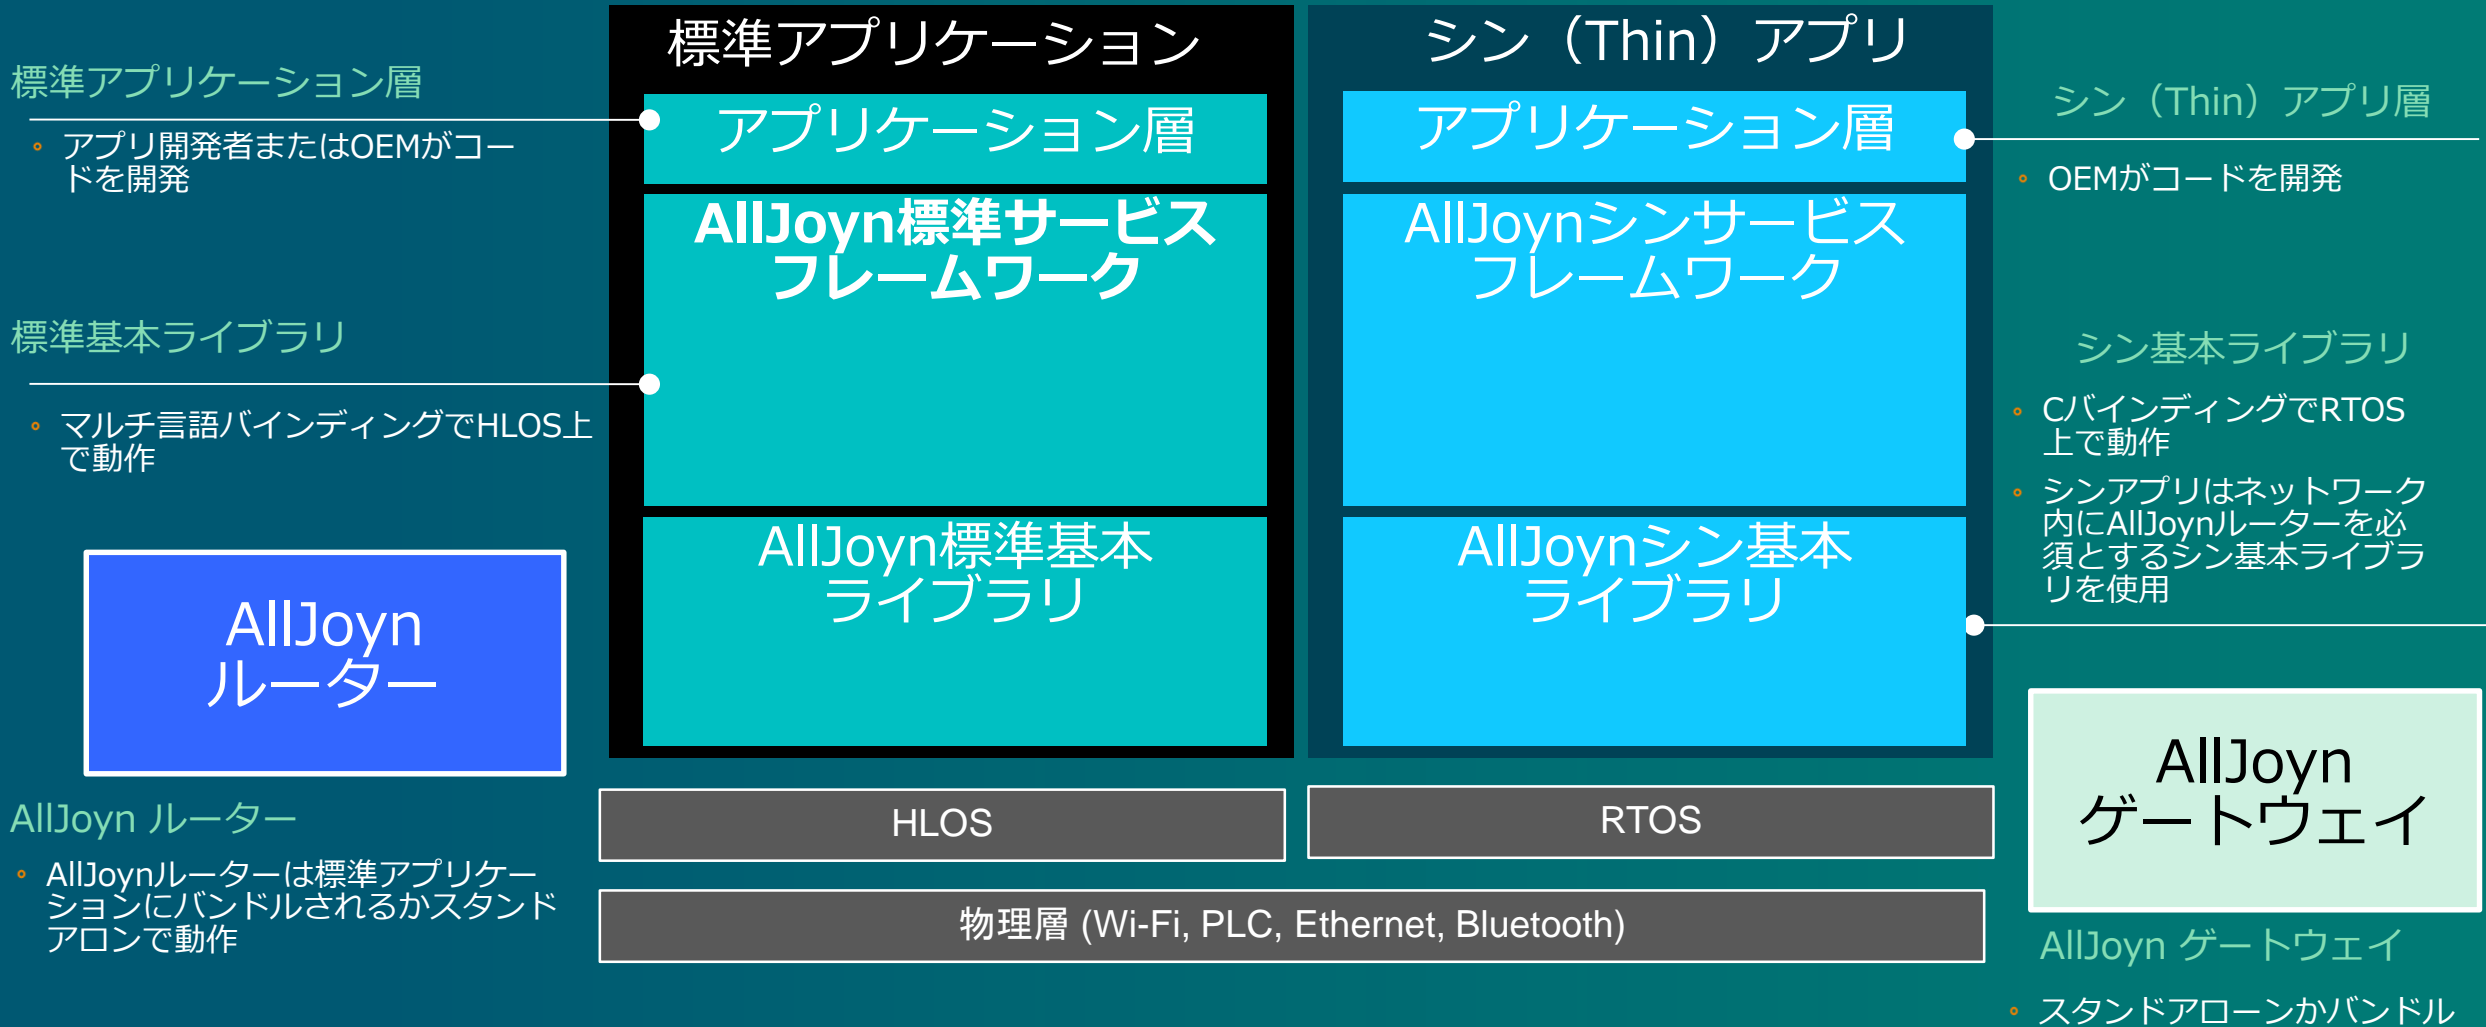 標準アプリケーション層
アプリ開発者またはOEMがコー
ドを開発
標準基本ライブラリ
マルチ言語バインディングでHLOS上
で動作
AllJoyn
ルーター
AllJoyn ルーター
AllJoynルーターは標準アプリケー
ションにバンドルされるかスタンド
アロンで動作
標準アプリケーション
アプリケーション層
AllJoyn標準サービス
フレームワーク
AllJoyn標準基本
ライブラリ
シン（Thin）アプリ
アプリケーション層
AllJoynシンサービス
フレームワーク
AllJoynシン基本
ライブラリ
HLOS
RTOS
物理層 (Wi-Fi, PLC, Ethernet, Bluetooth)
シン（Thin）アプリ層
OEMがコードを開発
シン基本ライブラリ
CバインディングでRTOS
上で動作
シンアプリはネットワーク
内にAllJoynルーターを必
須とするシン基本ライブラ
リを使用
AllJoyn
ゲートウェイ
AllJoyn ゲートウェイ
スタンドアローンかバンドル